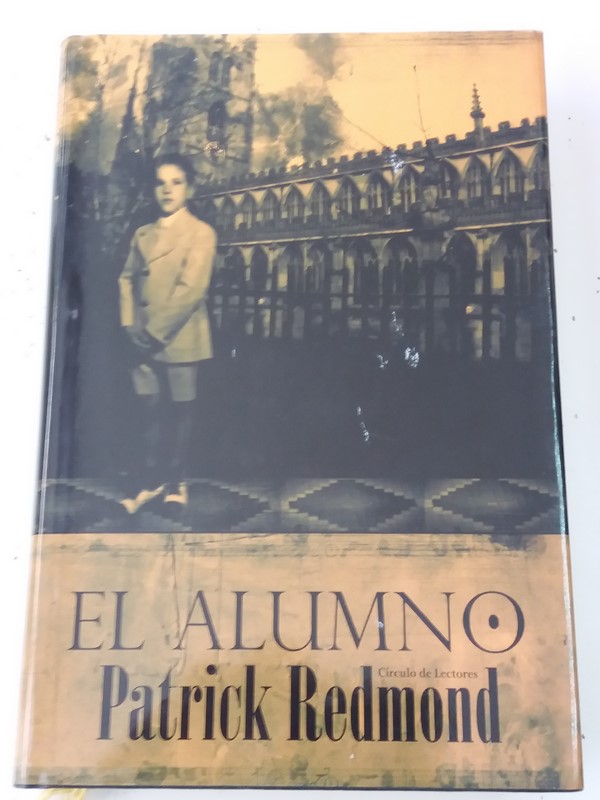 EL ALUMNO
Círculo de Lectores
Patrick Redmond